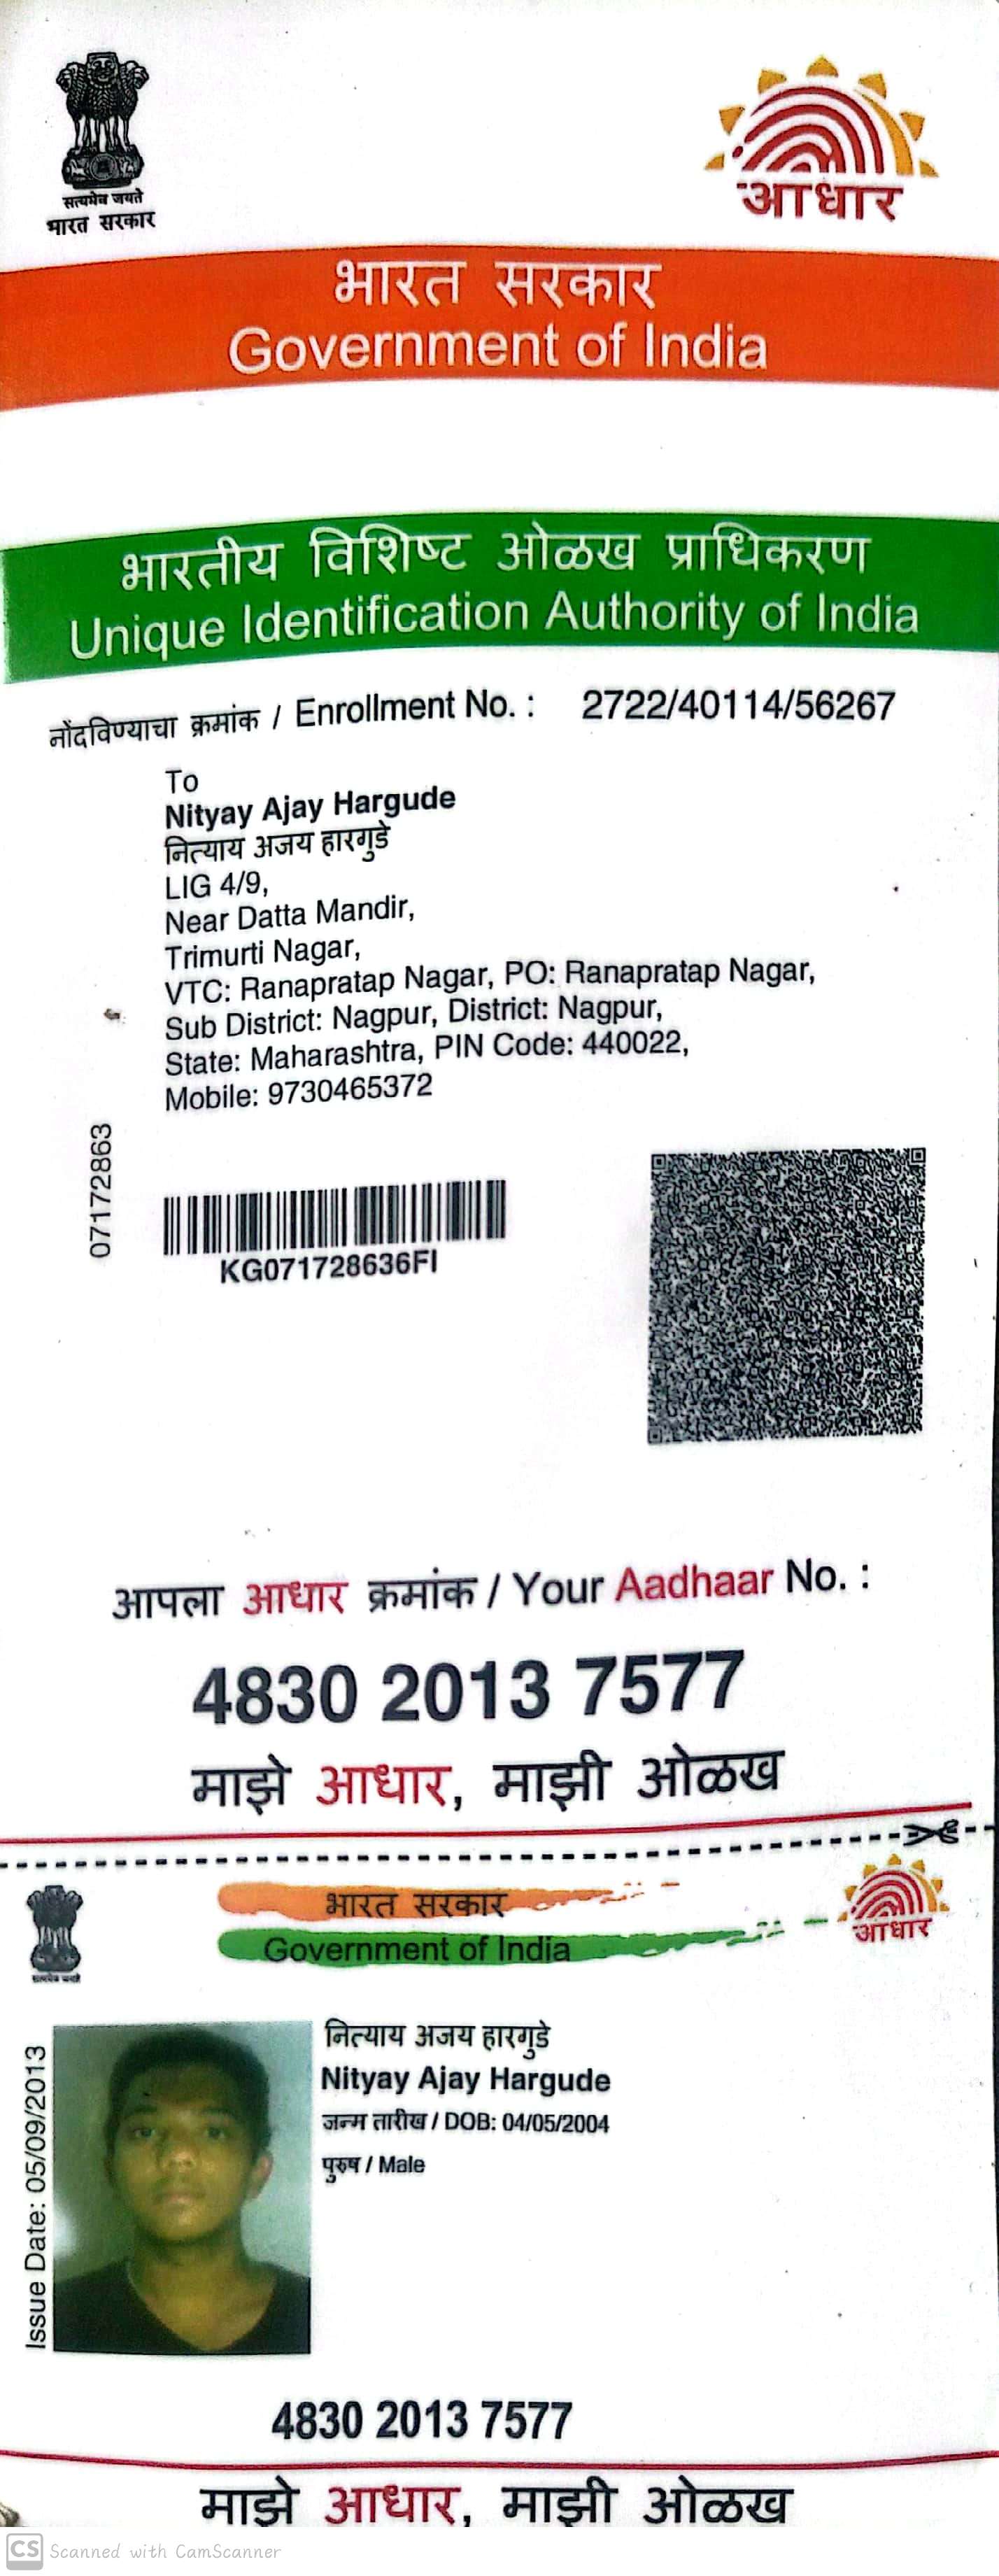 सत्यमेव जयते
भारत सरकार
आधार
भारत सरकार
Government of India
भारतीय विशिष्ट ओळख प्राधिकरण
Unique Identification Authority of India
नोंदविण्याचा क्रमांक / Enrollment No. : 2722/40114/56267
To
Nityay Ajay Hargude
नित्याय अजय हारगुडे
LIG 4/9,
Near Datta Mandir,
Trimurti Nagar,
VTC: Ranapratap Nagar, PO: Ranapratap Nagar,
Sub District: Nagpur, District: Nagpur,
State: Maharashtra, PIN Code: 440022,
Mobile: 9730465372
07172863
KG071728636FI
आपला आधार क्रमांक / Your Aadhaar No. :
4830 2013 7577
माझे आधार, माझी ओळख
भारत सरकार
Government of India
आधार
सत्यमेव जयते
Issue Date: 05/09/2013
नित्याय अजय हारगुडे
Nityay Ajay Hargude
जन्म तारीख / DOB: 04/05/2004
पुरुष / Male
4830 2013 7577
माझे आधार, माझी ओळख
CS Scanned with CamScanner